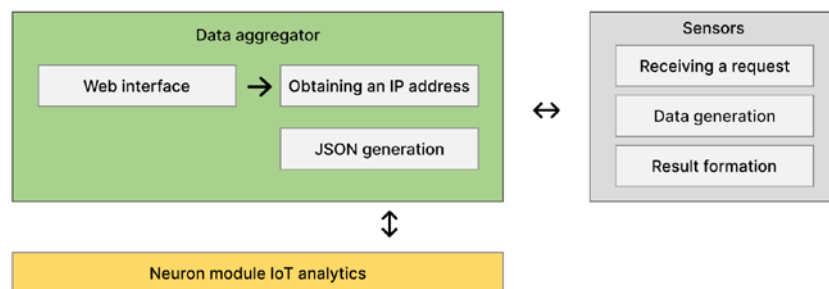 Data aggregator
Web interface
Obtaining an IP address
JSON generation
Sensors
Receiving a request
Data generation
Result formation
Neuron module IoT analytics